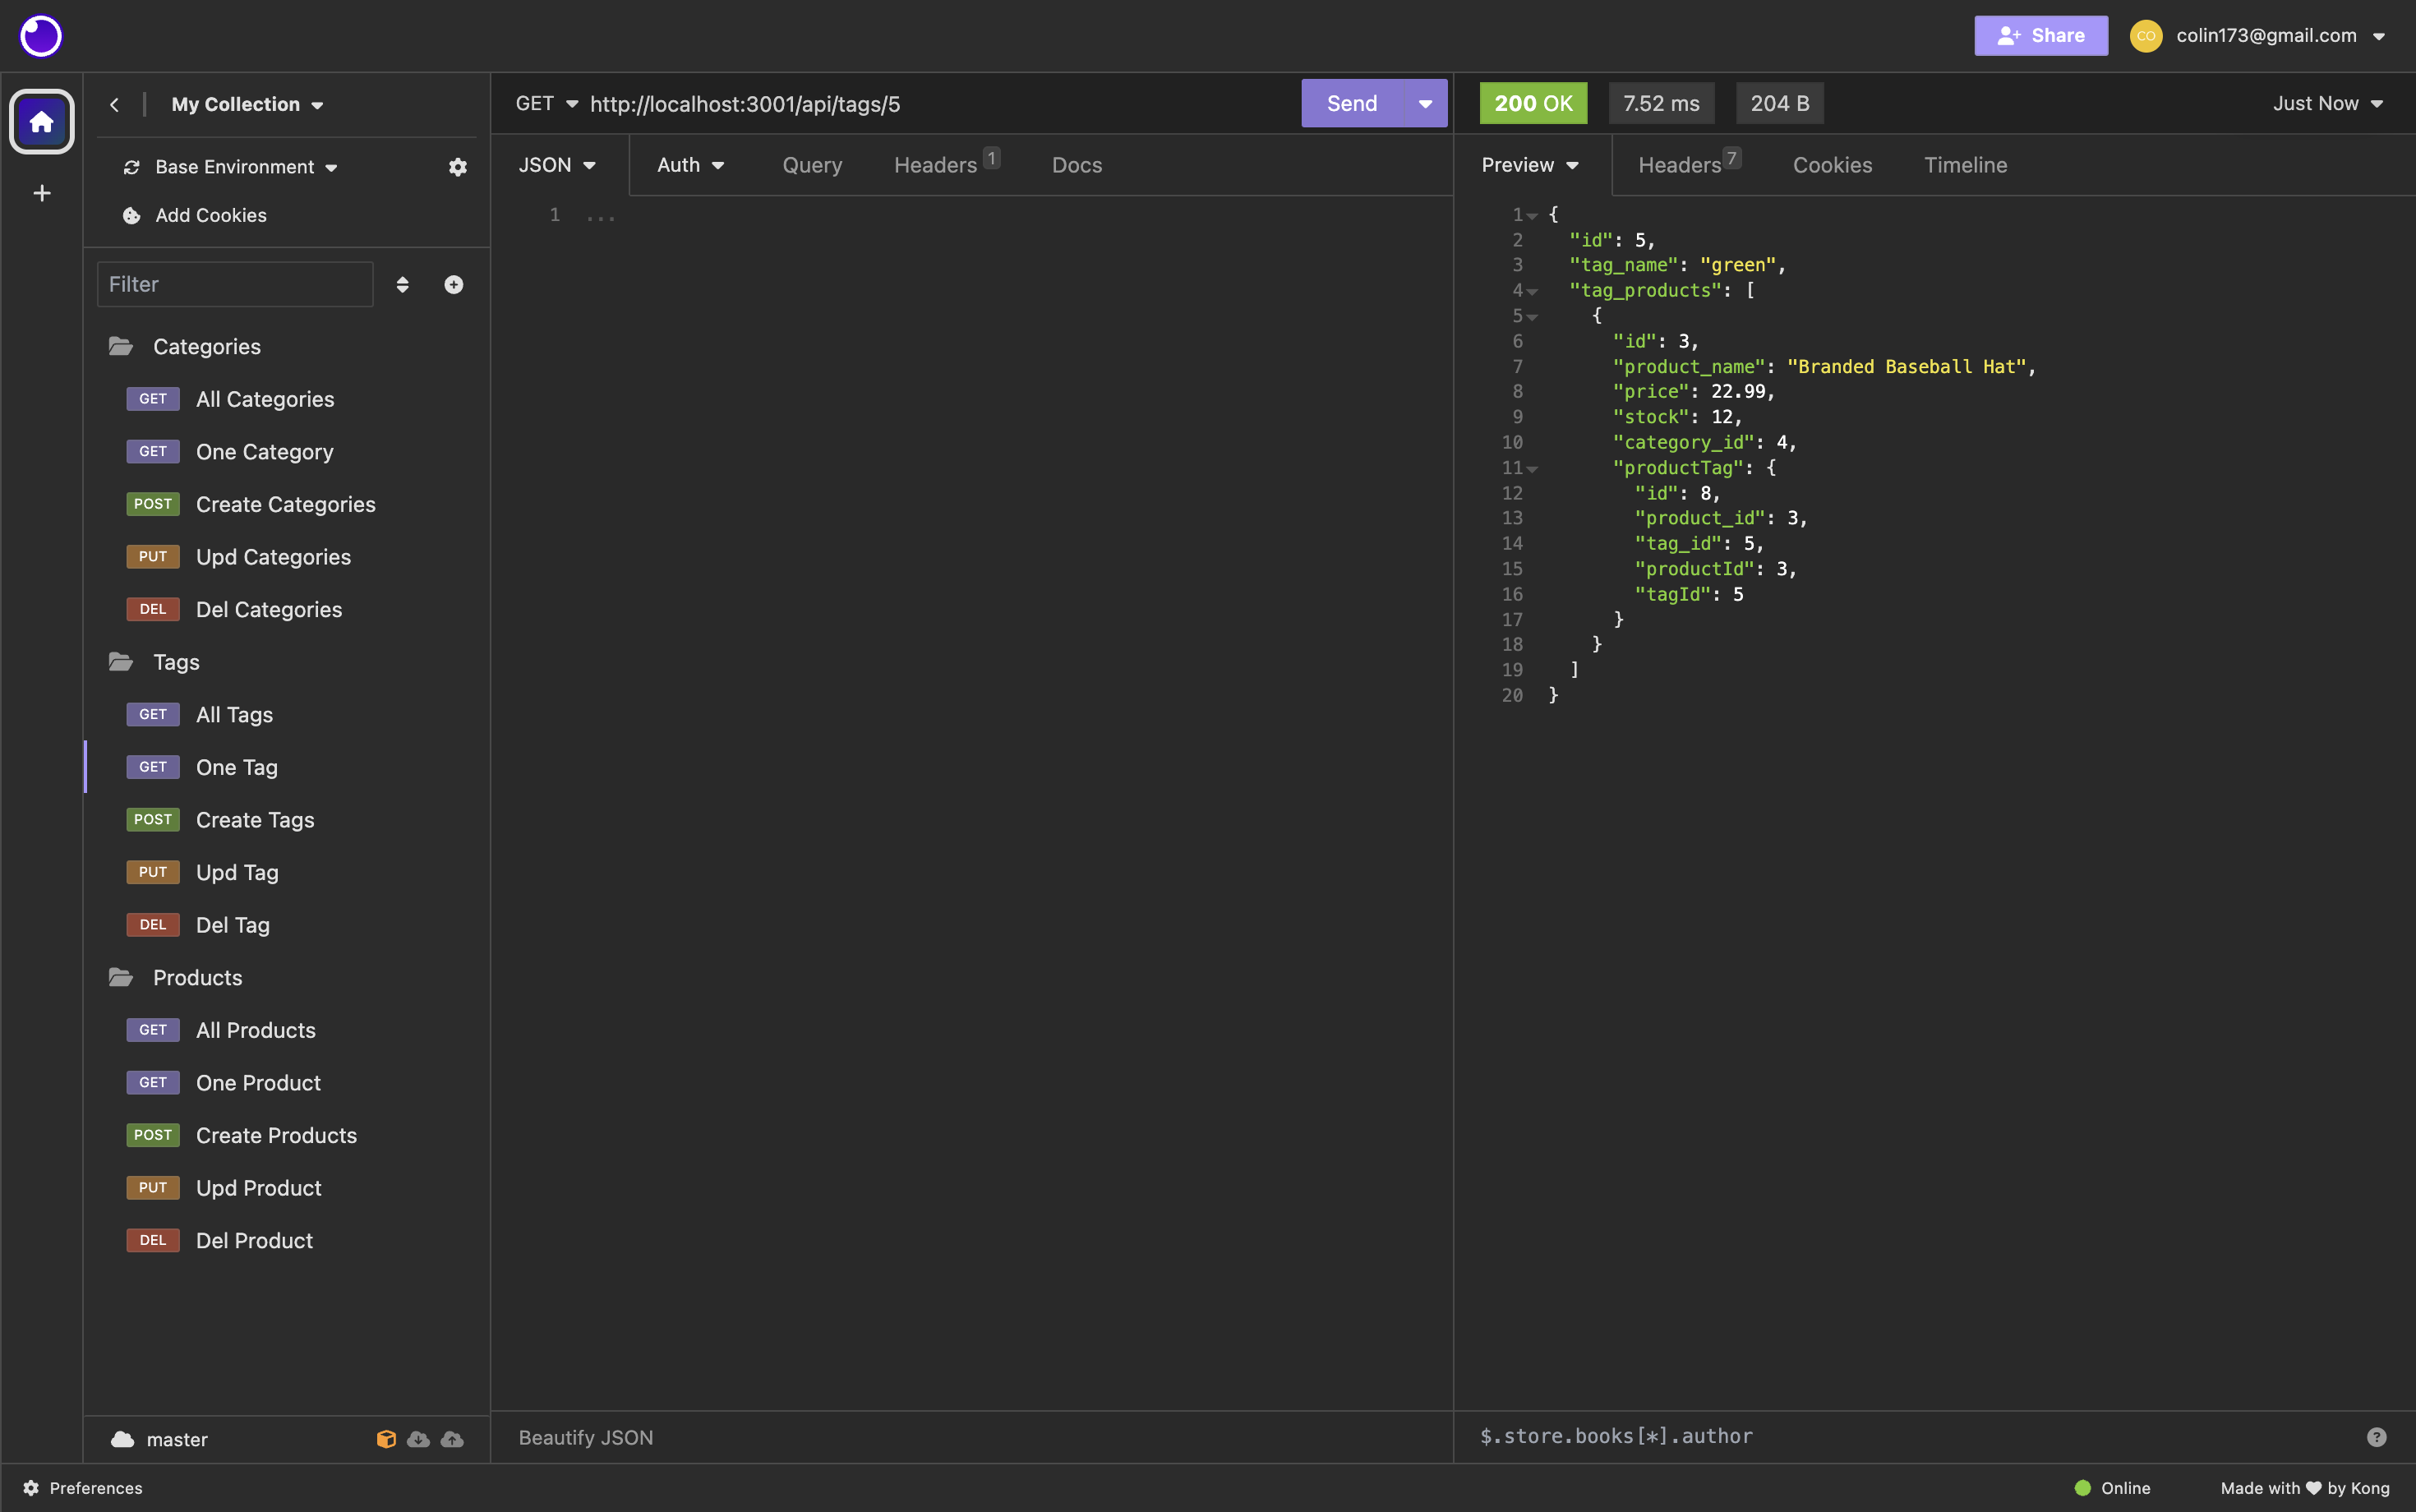 Share
CO
colin173@gmail.com
My Collection
Base Environment
Add Cookies
Filter
Categories
GET All Categories
GET One Category
POST Create Categories
PUT Upd Categories
DEL Del Categories
Tags
GET All Tags
GET One Tag
POST Create Tags
PUT Upd Tag
DEL Del Tag
Products
GET All Products
GET One Product
POST Create Products
PUT Upd Product
DEL Del Product
master
GET http://localhost:3001/api/tags/5
Send
JSON Auth Query Headers 1 Docs
1 ...
Beautify JSON
200 OK 7.52 ms 204 B Just Now
Preview Headers 7 Cookies Timeline
1 {
2 "id": 5,
3 "tag_name": "green",
4 "tag_products": [
5 {
6 "id": 3,
7 "product_name": "Branded Baseball Hat",
8 "price": 22.99,
9 "stock": 12,
10 "category_id": 4,
11 "productTag": {
12 "id": 8,
13 "product_id": 3,
14 "tag_id": 5,
15 "productId": 3,
16 "tagId": 5
17 }
18 }
19 ]
20 }
$.store.books[*].author
?
Preferences
Online
Made with ❤ by Kong